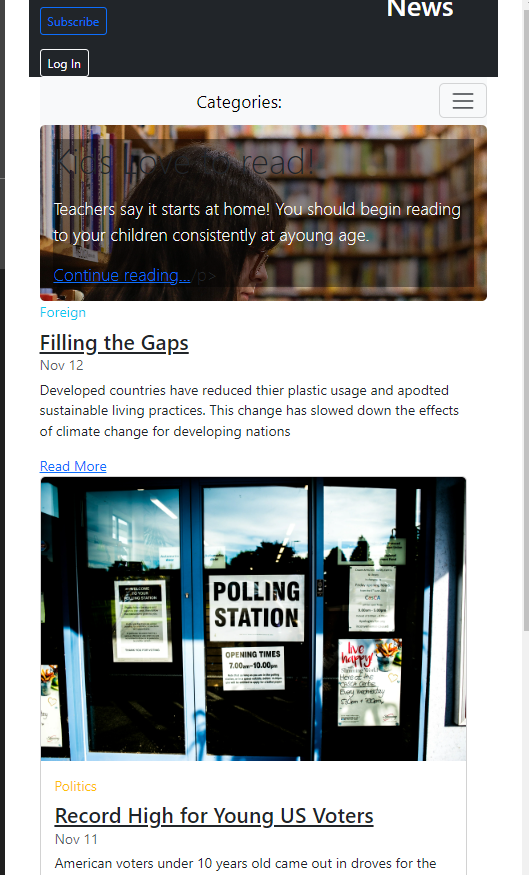 News
Subscribe
Log In
Categories:
Kids Love to read!
Teachers say it starts at home! You should begin reading
to your children consistently at ayoung age.
Continue reading.../p>
Foreign
Filling the Gaps
Nov 12
Developed countries have reduced thier plastic usage and apodted
sustainable living practices. This change has slowed down the effects
of climate change for developing nations
Read More
POLLING
STATION
OPENING TIMES
7.00am-10.00pm
live
happy!
Politics
Record High for Young US Voters
Nov 11
American voters under 10 years old came out in droves for the